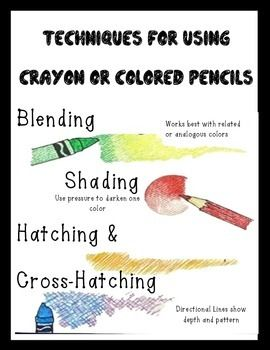 TECHNIQUES FOR USING
CRAYON OR COLORED PENCILS
Blending
Works best with related
or analogous colors
Shading
Use pressure to darken one
color
Hatching &
Cross-Hatching
Directional Lines show
depth and pattern